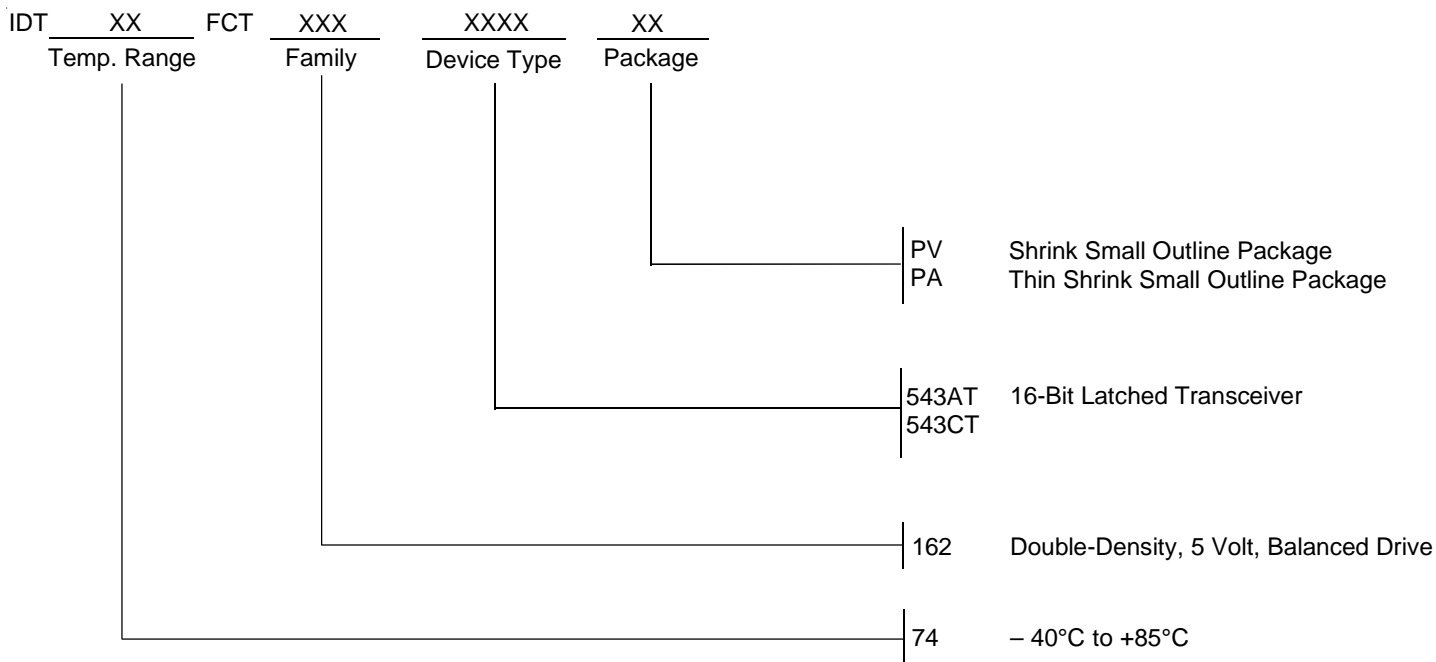 IDT XX FCT XXX XXXX XX
Temp. Range Family Device Type Package
PV Shrink Small Outline Package
PA Thin Shrink Small Outline Package
543AT 16-Bit Latched Transceiver
543CT
162 Double-Density, 5 Volt, Balanced Drive
74 – 40°C to +85°C